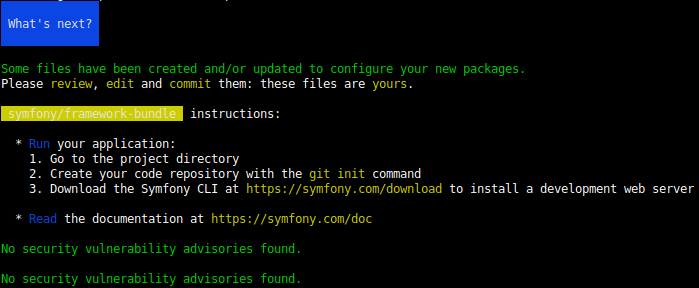 What's next?
Some files have been created and/or updated to configure your new packages.
Please review, edit and commit them: these files are yours.
symfony/framework-bundle instructions:
* Run your application:
1. Go to the project directory
2. Create your code repository with the git init command
3. Download the Symfony CLI at https://symfony.com/download to install a development web server
* Read the documentation at https://symfony.com/doc
No security vulnerability advisories found.
No security vulnerability advisories found.